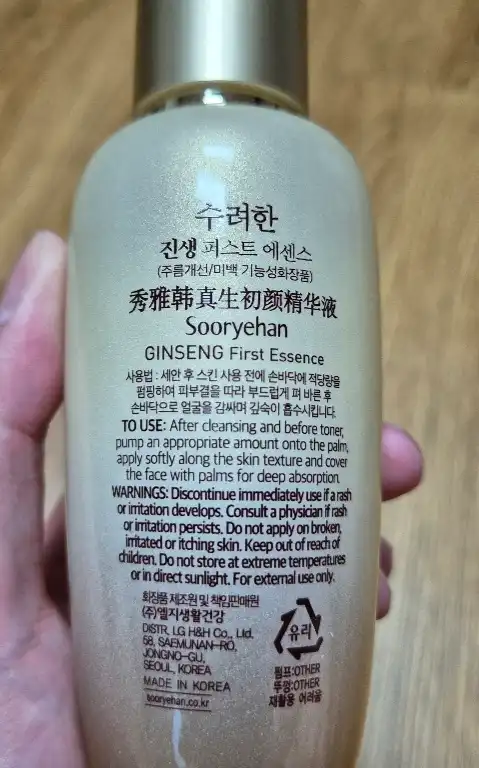 수려한
진생 퍼스트 에센스
(주름개선/미백 기능성화장품)
秀雅韩真生初颜精华液
Sooryehan
GINSENG First Essence
사용법 : 세안 후 스킨 사용 전에 손바닥에 적당량을
펌핑하여 피부결을 따라 부드럽게 펴 바른 후
손바닥으로 얼굴을 감싸며 깊숙이 흡수시킵니다.
TO USE: After cleansing and before toner,
pump an appropriate amount onto the palm,
apply softly along the skin texture and cover
the face with palms for deep absorption.
WARNINGS: Discontinue immediately use if a rash
or irritation develops. Consult a physician if rash
or irritation persists. Do not apply on broken,
irritated or itching skin. Keep out of reach of
children. Do not store at extreme temperatures
or in direct sunlight. For external use only.
화장품 제조원 및 책임판매원
(주)엘지생활건강
DISTR. LG H&H Co., Ltd.
58, SAEMUNAN-RO,
JONGNO-GU,
SEOUL, KOREA
MADE IN KOREA
sooryehan.co.kr
유리
펌프:OTHER
뚜껑:OTHER
재활용 어려움